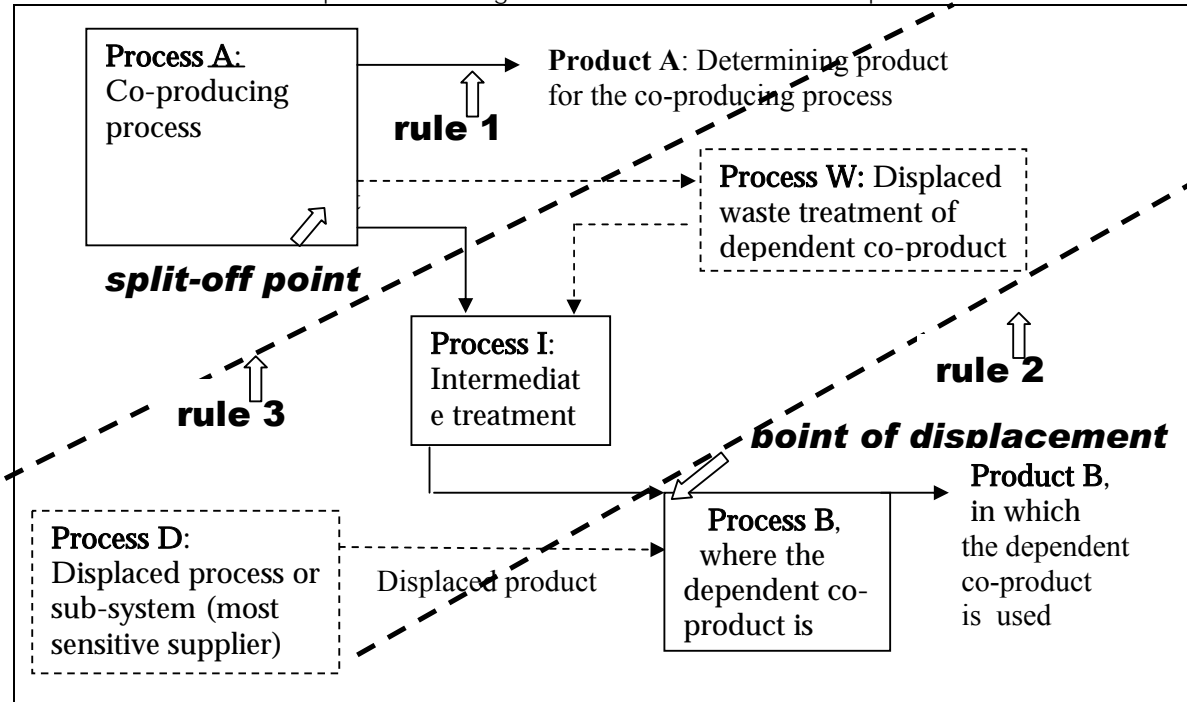 Process A:
Co-producing
process
Product A: Determining product
for the co-producing process
rule 1
Process W: Displaced
waste treatment of
dependent co-product
split-off point
Process I:
Intermediat
e treatment
rule 2
rule 3
point of displacement
Product B,
in which
the dependent
co-product
is used
Process B,
where the
dependent co-
product is
Process D:
Displaced process or
sub-system (most
sensitive supplier)
Displaced product